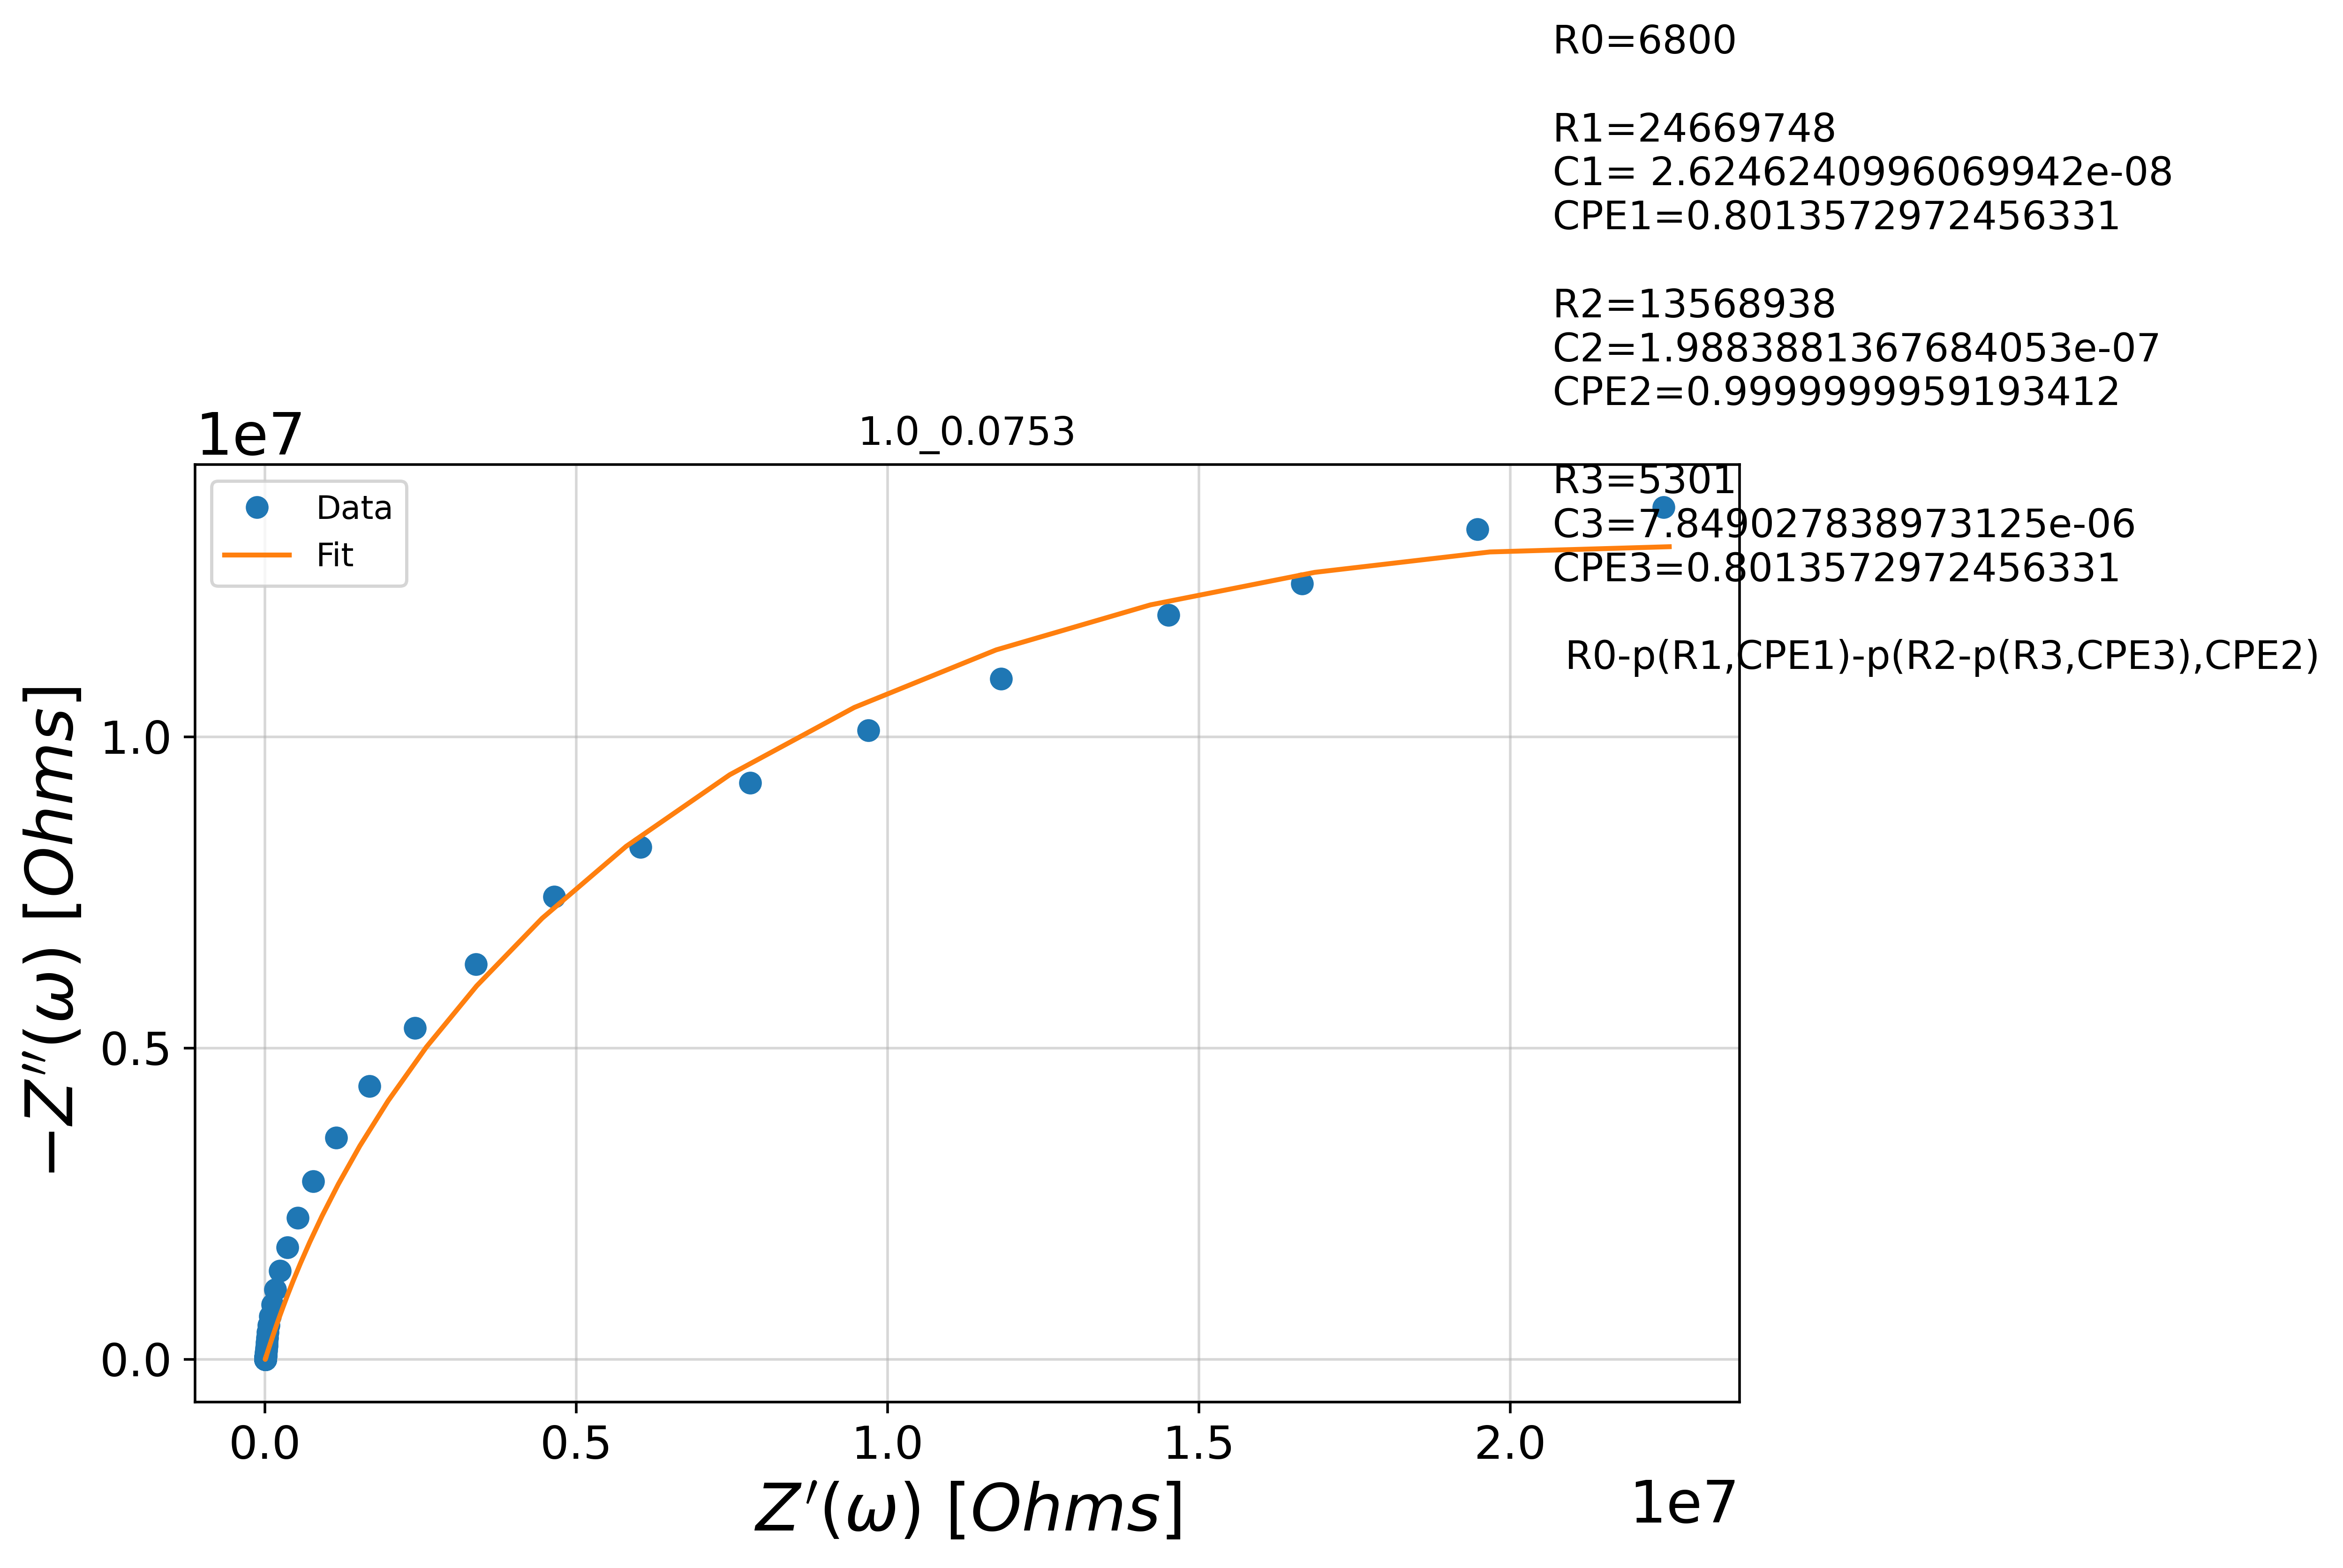 R0=6800
R1=24669748
C1= 2.6246240996069942e-08
CPE1=0.8013572972456331
R2=13568938
C2=1.9883881367684053e-07
CPE2=0.9999999959193412
R3=5301
C3=7.849027838973125e-06
CPE3=0.8013572972456331
R0-p(R1,CPE1)-p(R2-p(R3,CPE3),CPE2)
1e7
1.0_0.0753
Data
Fit
1.0
0.5
0.0
−Z′′(ω) [Ohms]
0.0 0.5 1.0 1.5 2.0
Z′(ω) [Ohms]
1e7